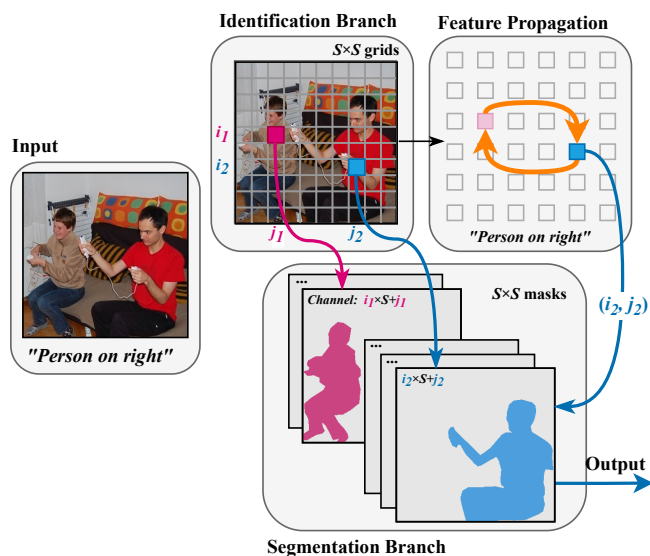 Identification Branch
Feature Propagation
S×S grids
i1
i2
j1
j2
Input
"Person on right"
"Person on right"
...
Channel: i1×S+j1
S×S masks
(i2, j2)
...
...
i2×S+j2
Output
Segmentation Branch